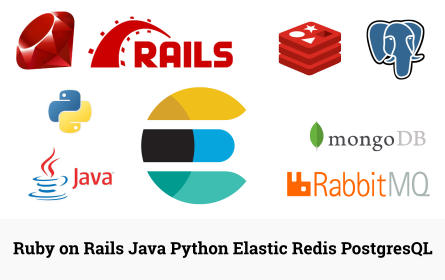 RAILS
Java
mongoDB
RabbitMQ
Ruby on Rails Java Python Elastic Redis PostgresQL